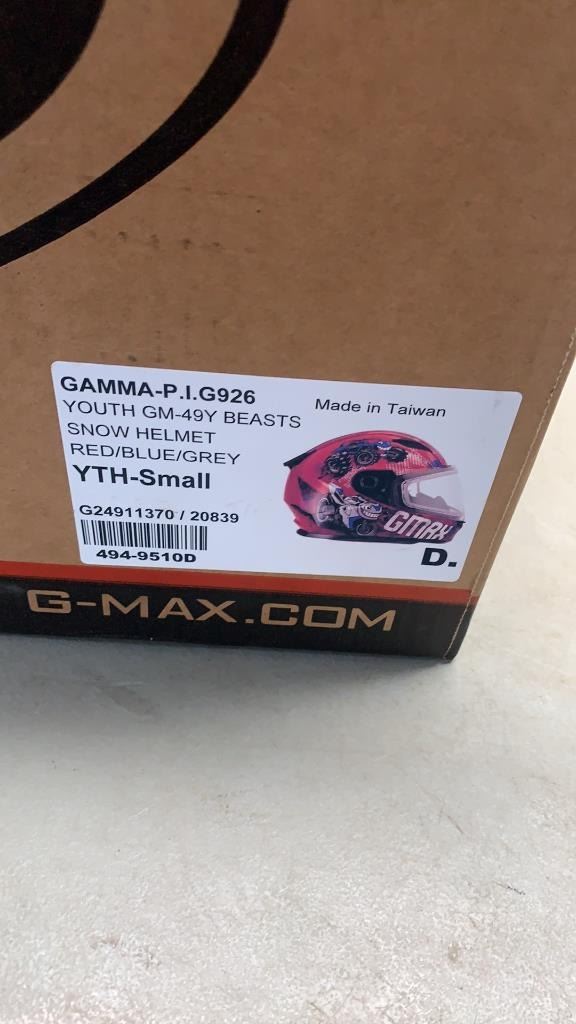 GAMMA-P.I.G926
Made in Taiwan
YOUTH GM-49Y BEASTS
SNOW HELMET
RED/BLUE/GREY
YTH-Small
G24911370 / 20839
494-9510D
GMAX
D.
G-MAX.COM